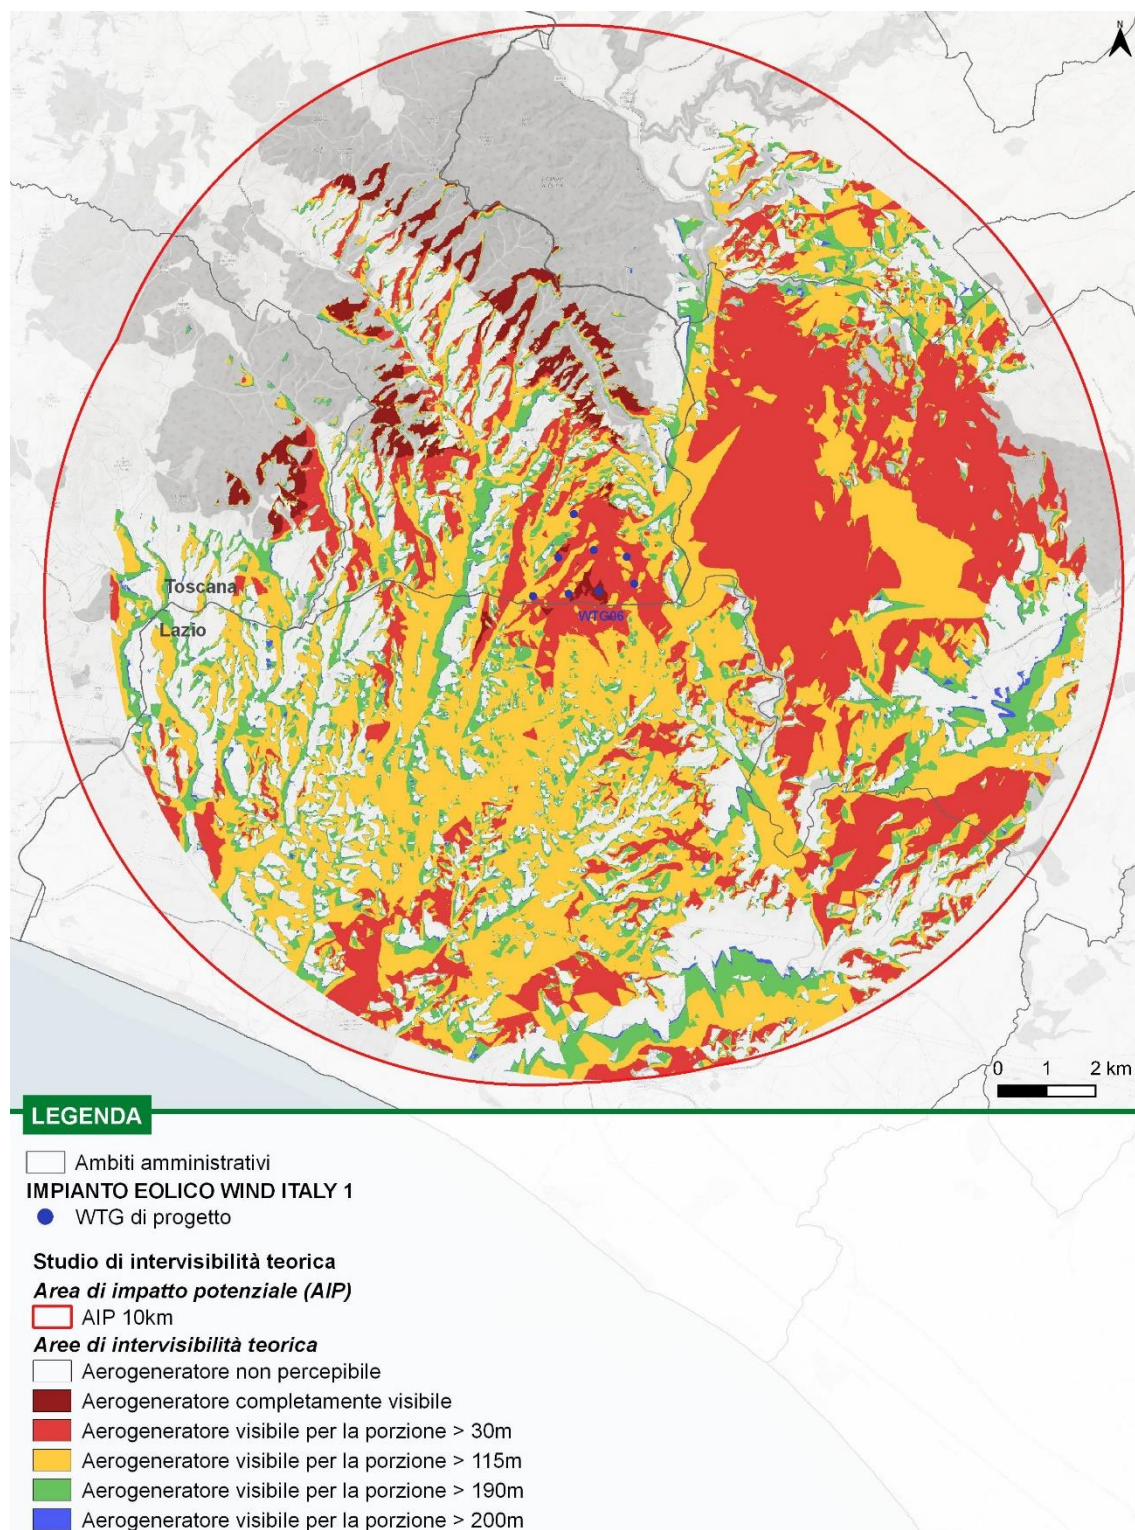 N
Toscana
Lazio
WTG06
0 1 2 km
LEGENDA
Ambiti amministrativi
IMPIANTO EOLICO WIND ITALY 1
WTG di progetto
Studio di intervisibilità teorica
Area di impatto potenziale (AIP)
AIP 10km
Aree di intervisibilità teorica
Aerogeneratore non percepibile
Aerogeneratore completamente visibile
Aerogeneratore visibile per la porzione > 30m
Aerogeneratore visibile per la porzione > 115m
Aerogeneratore visibile per la porzione > 190m
Aerogeneratore visibile per la porzione > 200m